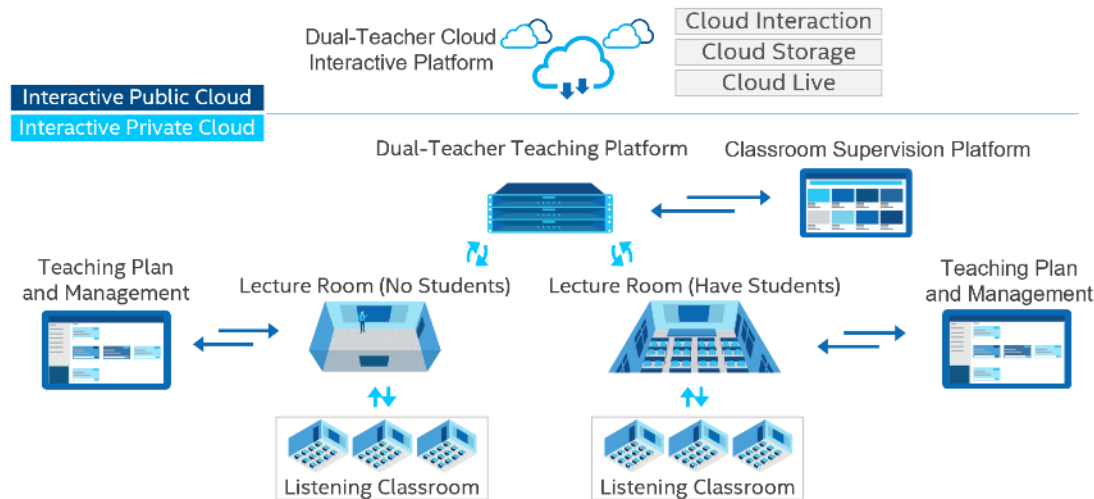 Dual-Teacher Cloud
Interactive Platform
Cloud Interaction
Cloud Storage
Cloud Live
Interactive Public Cloud
Interactive Private Cloud
Dual-Teacher Teaching Platform
Classroom Supervision Platform
Teaching Plan
and Management
Lecture Room (No Students)
Lecture Room (Have Students)
Teaching Plan
and Management
Listening Classroom
Listening Classroom